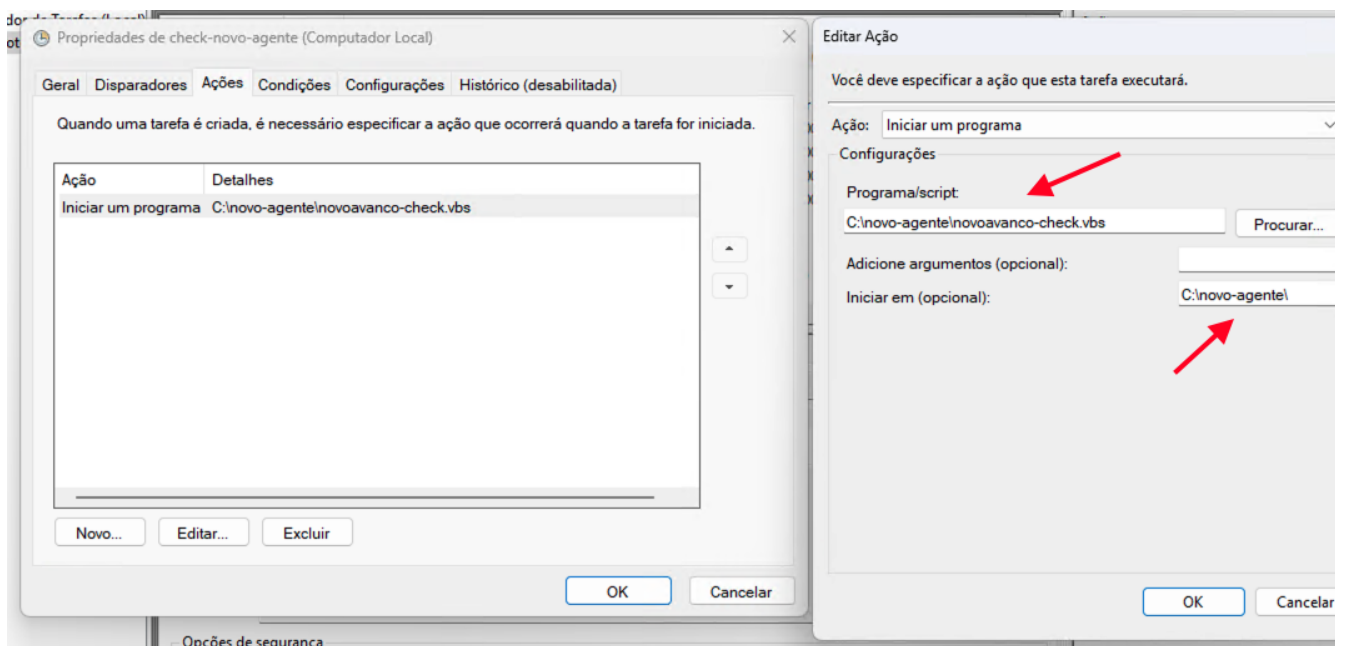 Propriedades de check-novo-agente (Computador Local)
Geral Disparadores Ações Condições Configurações Histórico (desabilitada)
Quando uma tarefa é criada, é necessário especificar a ação que ocorrerá quando a tarefa for iniciada.
Ação Detalhes
Iniciar um programa C:\novo-agente\novoavanco-check.vbs
Novo... Editar... Excluir
OK Cancelar
Opções de segurança
Editar Ação
Você deve especificar a ação que esta tarefa executará.
Ação: Iniciar um programa
Configurações
Programa/script:
C:\novo-agente\novoavanco-check.vbs Procurar...
Adicione argumentos (opcional):
Iniciar em (opcional): C:\novo-agente\
OK Cancelar